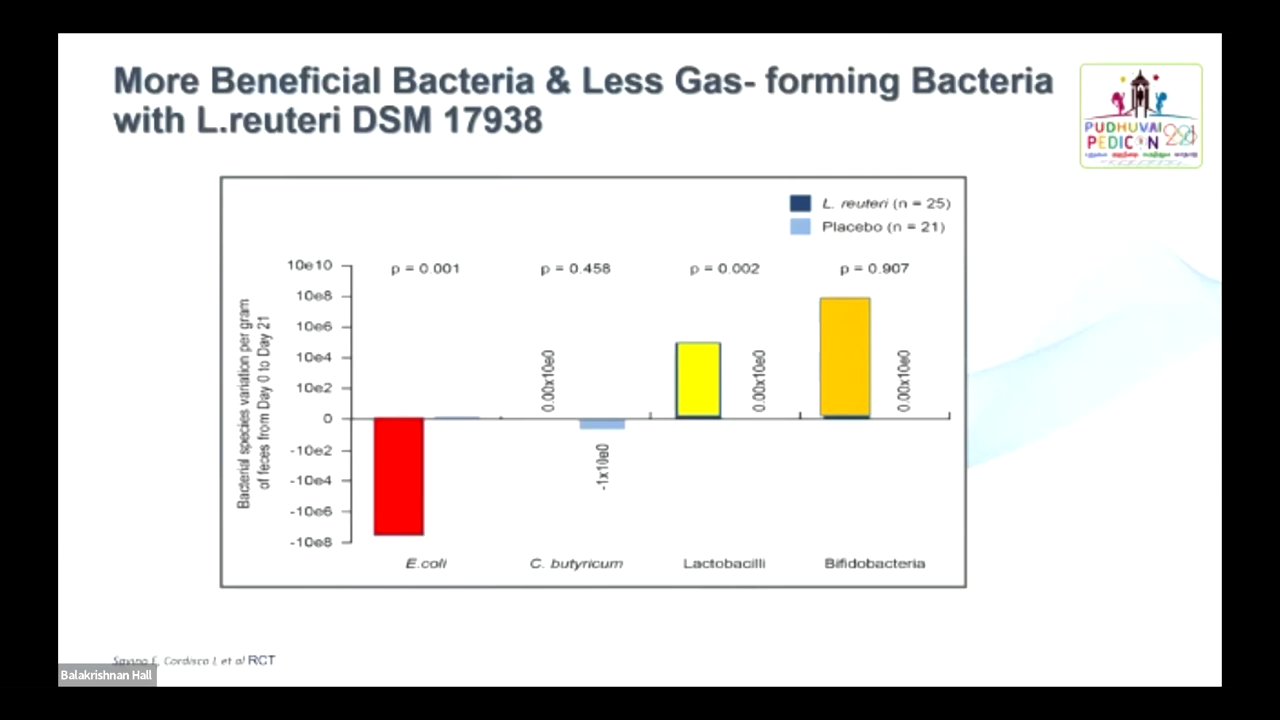 More Beneficial Bacteria & Less Gas- forming Bacteria
with L.reuteri DSM 17938
PUDHUVAI
PEDICON
L. reuteri (n = 25)
Placebo (n = 21)
p = 0.001
p = 0.458
p = 0.002
p = 0.907
10e10
10e8
10e6
10e4
10e2
0
-10e2
-10e4
-10e6
-10e8
Bacterial species variation per gram
of feces from Day 0 to Day 21
0.00x10e0
-1x10e0
0.00x10e0
0.00x10e0
E.coli
C. butyricum
Lactobacilli
Bifidobacteria
Cordisco L et al RCT
Balakrishnan Hall